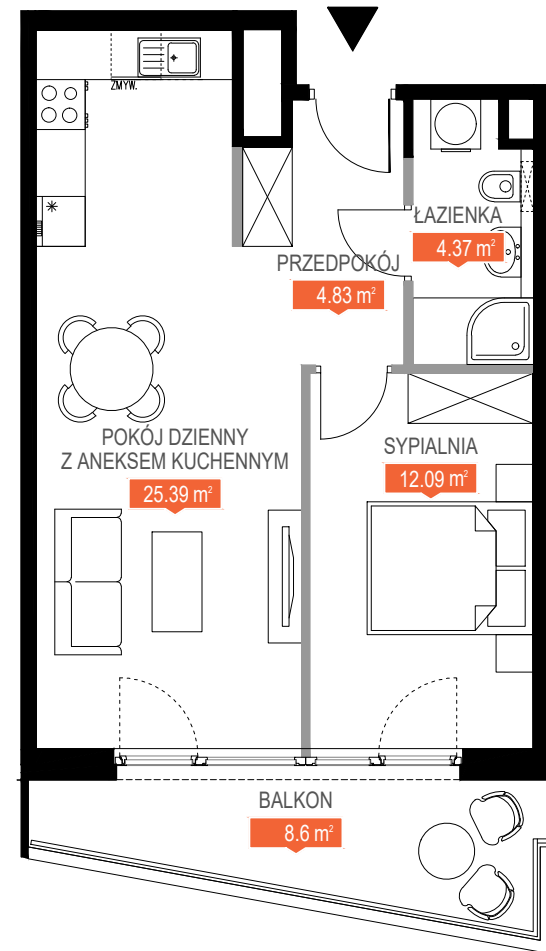 ZMYW.
ŁAZIENKA
4.37 m²
PRZEDPOKÓJ
4.83 m²
POKÓJ DZIENNY
Z ANEKSEM KUCHENNYM
25.39 m²
SYPIALNIA
12.09 m²
BALKON
8.6 m²